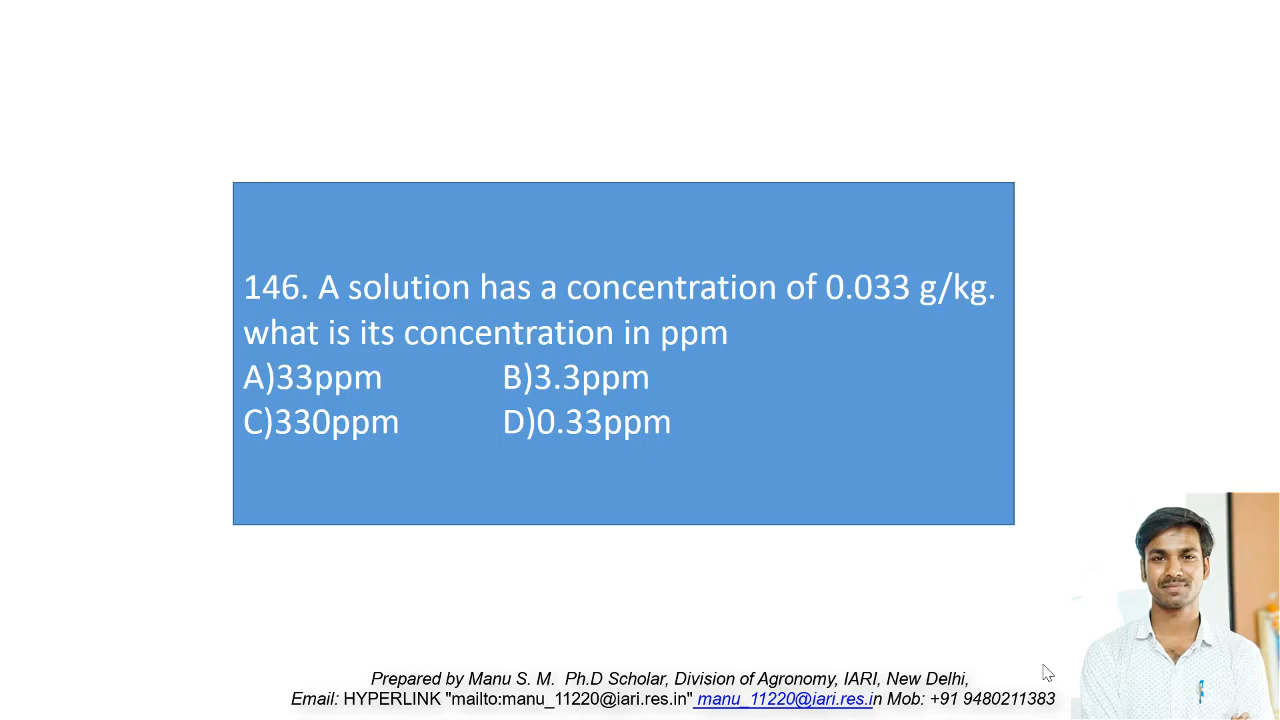 146. A solution has a concentration of 0.033 g/kg.
what is its concentration in ppm
A)33ppm B)3.3ppm
C)330ppm D)0.33ppm
Prepared by Manu S. M. Ph.D Scholar, Division of Agronomy, IARI, New Delhi,
Email: HYPERLINK "mailto:manu_11220@iari.res.in" manu_11220@iari.res.in Mob: +91 9480211383